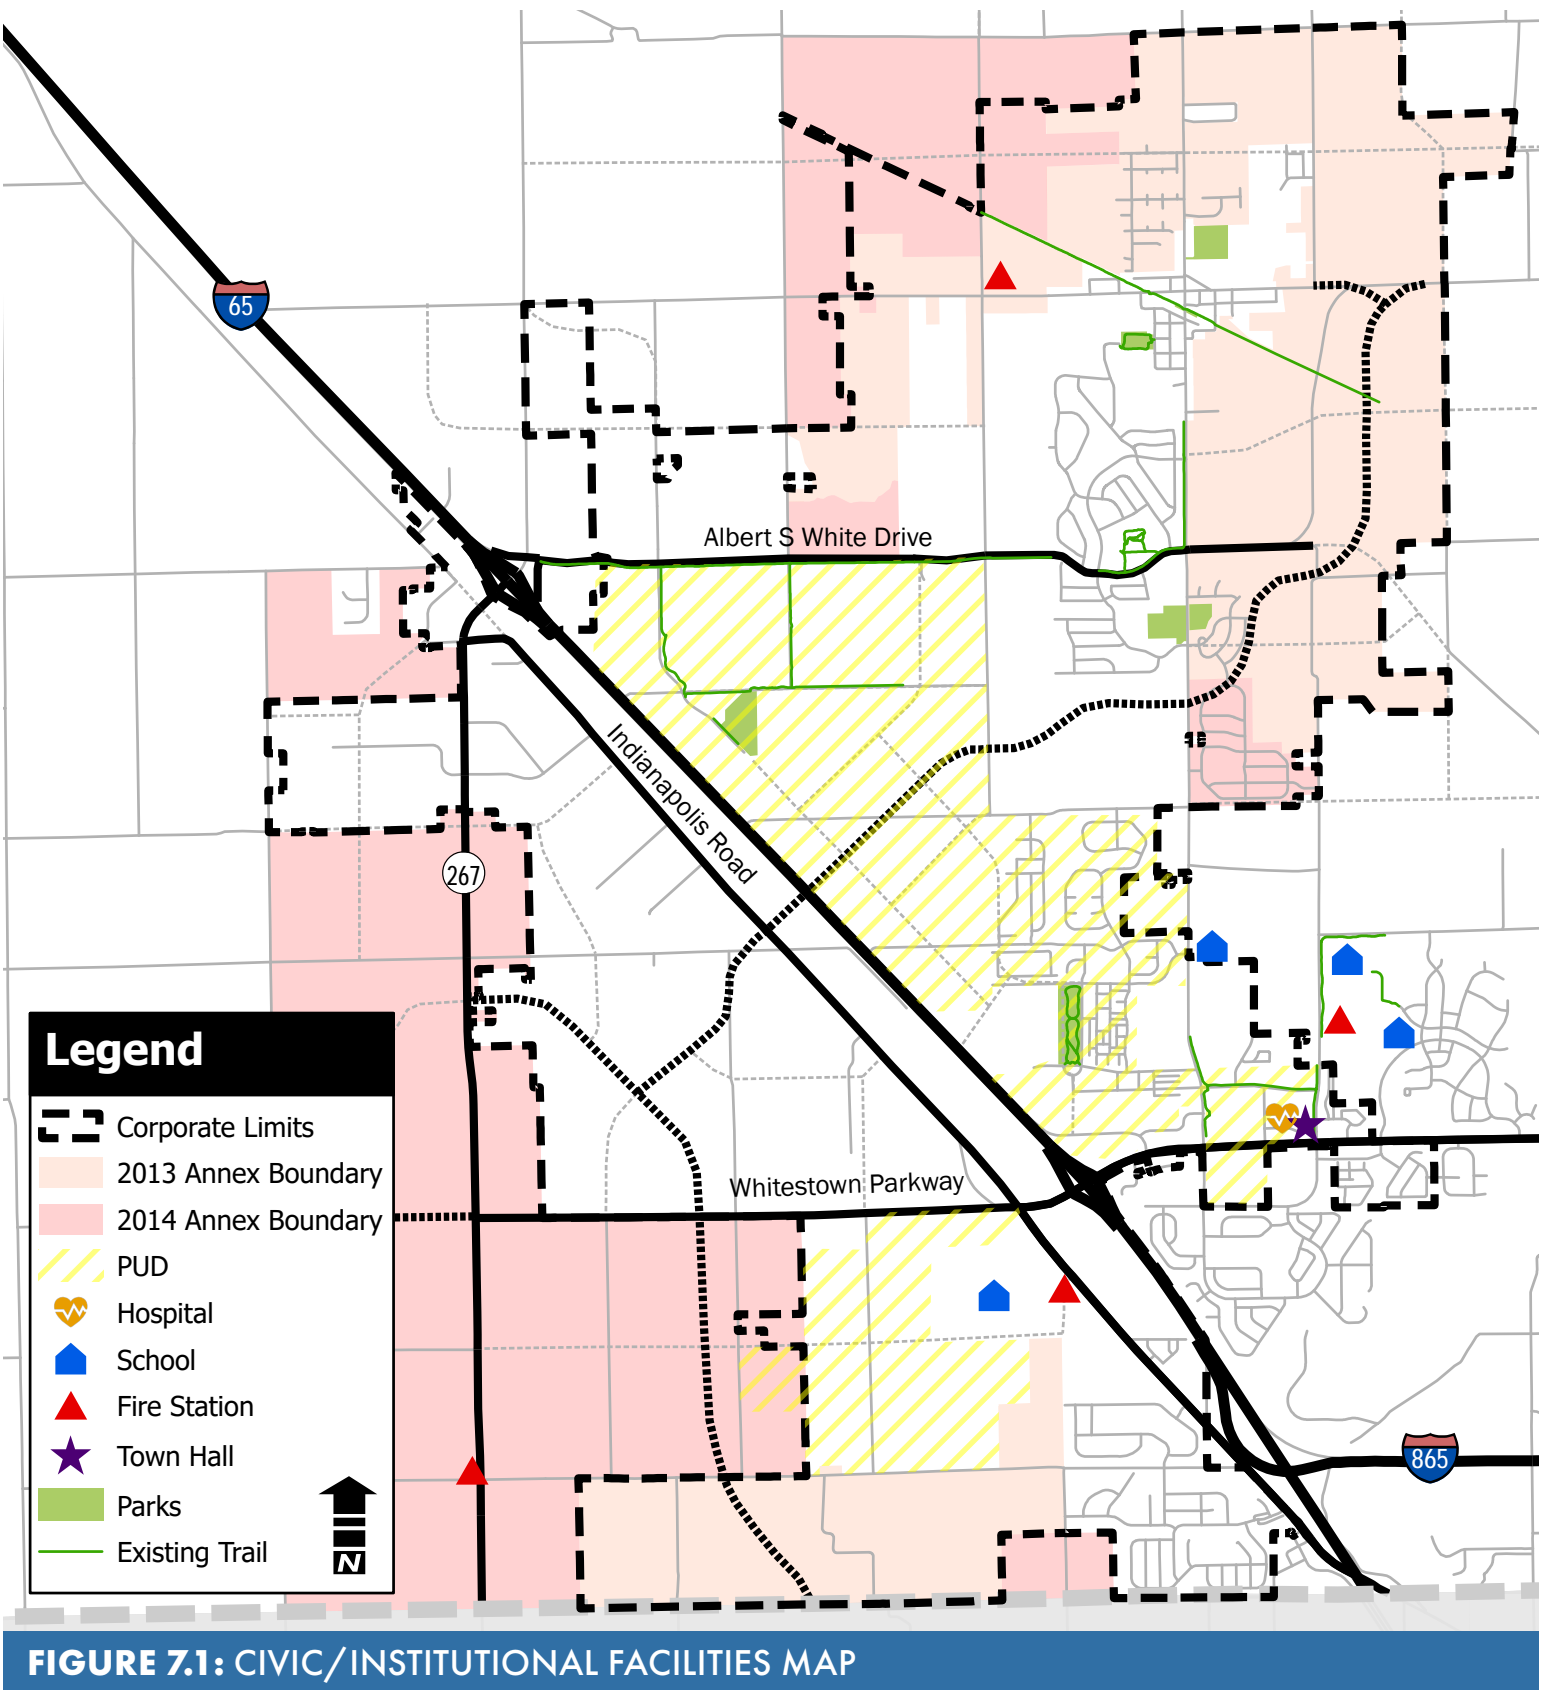 65
Albert S White Drive
Indianapolis Road
267
Whitestown Parkway
865
Legend
Corporate Limits
2013 Annex Boundary
2014 Annex Boundary
PUD
Hospital
School
Fire Station
Town Hall
Parks
Existing Trail
N
FIGURE 7.1: CIVIC/INSTITUTIONAL FACILITIES MAP